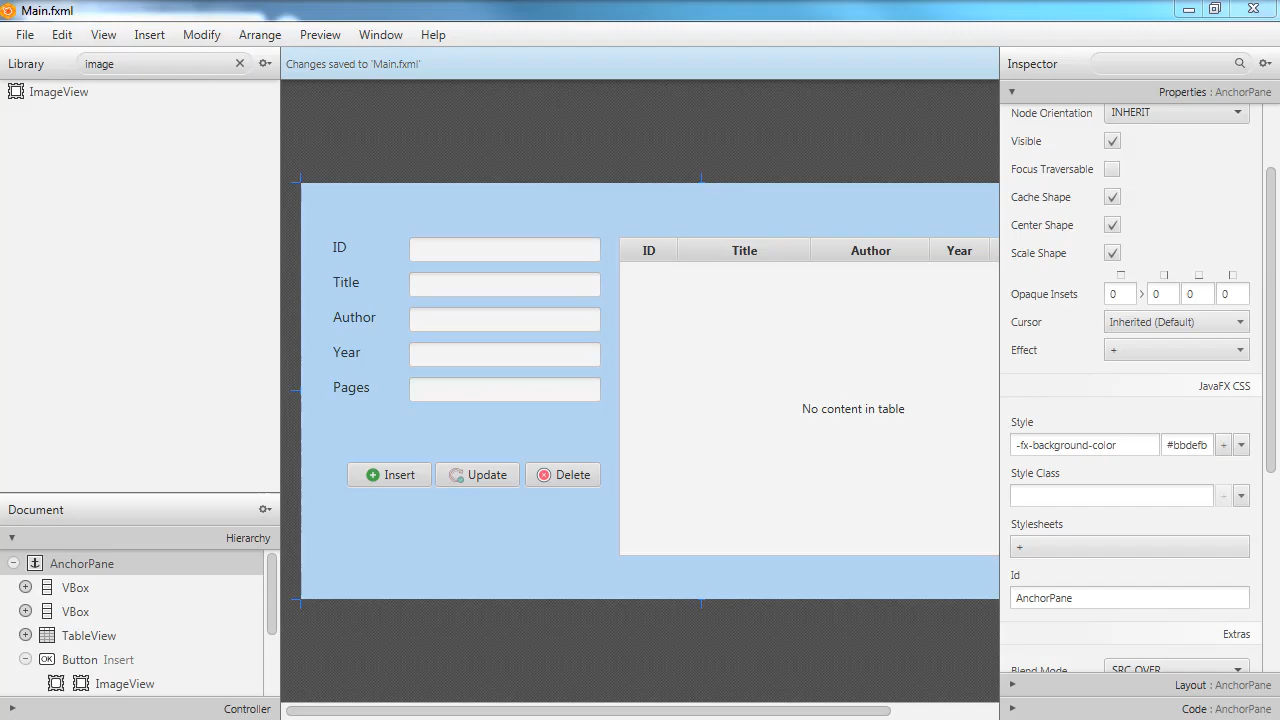 Main.fxml
File Edit View Insert Modify Arrange Preview Window Help
Library image
ImageView
Changes saved to 'Main.fxml'
ID
Title
Author
Year
Pages
Insert Update Delete
ID Title Author Year
No content in table
Document
Hierarchy
AnchorPane
VBox
VBox
TableView
Button Insert
ImageView
Controller
Inspector
Properties : AnchorPane
Node Orientation INHERIT
Visible
Focus Traversable
Cache Shape
Center Shape
Scale Shape
Opaque Insets 0 0 0 0
Cursor Inherited (Default)
Effect +
JavaFX CSS
Style
-fx-background-color #bbdefb +
Style Class
+
Stylesheets
+
Id
AnchorPane
Extras
Blend Mode SRC_OVER
Layout : AnchorPane
Code : AnchorPane